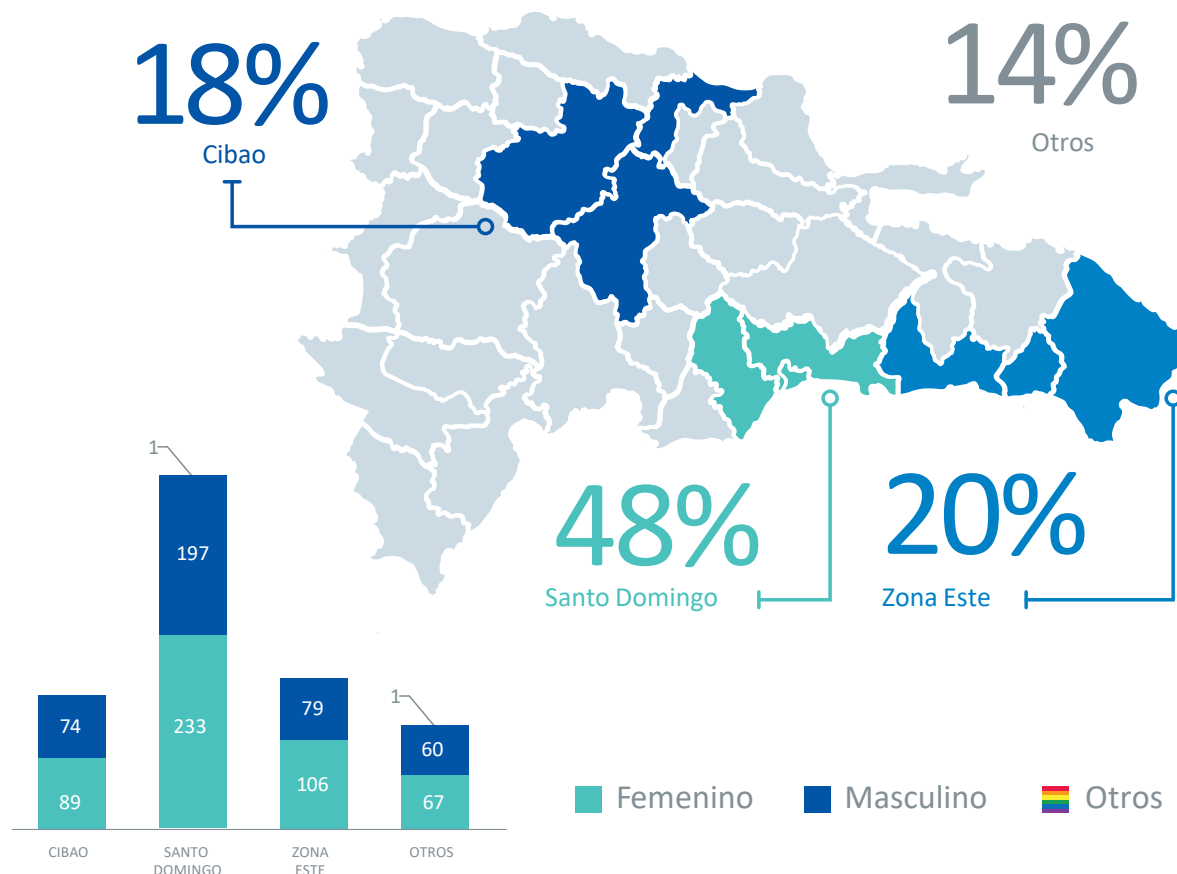 18%
Cibao
14%
Otros
48%
Santo Domingo
20%
Zona Este
1
197
233
74
89
79
106
1
60
67
CIBAO
SANTO
DOMINGO
ZONA
ESTE
OTROS
Femenino
Masculino
Otros